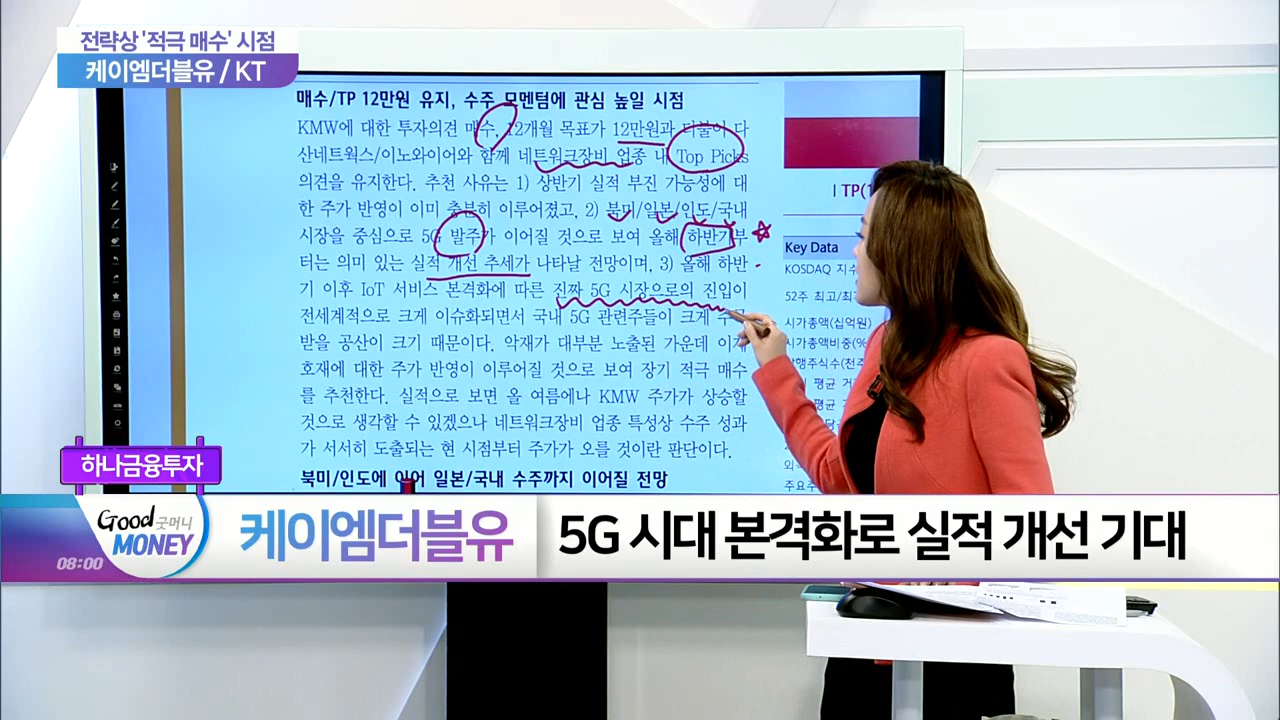 전략상 '적극 매수' 시점
케이엠더블유 / KT
매수/TP 12만원 유지, 수주 모멘텀에 관심 높일 시점
KMW에 대한 투자의견 매수, 12개월 목표가 12만원과 더불어 다
산네트웍스/이노와이어와 함께 네트워크장비 업종 내 Top Picks
의견을 유지한다. 추천 사유는 1) 상반기 실적 부진 가능성에 대
한 주가 반영이 이미 충분히 이루어졌고, 2) 북미/일본/인도/국내
시장을 중심으로 5G 발주가 이어질 것으로 보여 올해 하반기부
터는 의미 있는 실적 개선 추세가 나타날 전망이며, 3) 올해 하반
기 이후 IoT 서비스 본격화에 따른 진짜 5G 시장으로의 진입이
전세계적으로 크게 이슈화되면서 국내 5G 관련주들이 크게
받을 공산이 크기 때문이다. 악재가 대부분 노출된 가운데 이제
호재에 대한 주가 반영이 이루어질 것으로 보여 장기 적극 매수
를 추천한다. 실적으로 보면 올 여름에나 KMW 주가가 상승할
것으로 생각할 수 있겠으나 네트워크장비 업종 특성상 수주 성과
가 서서히 도출되는 현 시점부터 주가가 오를 것이란 판단이다.
북미/인도에 이어 일본/국내 수주까지 이어질 전망
l TP(1
Key Data
KOSDAQ 지수
52주 최고/최저
시가총액(십억원)
시가총액비중(%
발행주식수(천주
평균
평균
하나금융투자
Good 굿머니
MONEY
08:00
케이엠더블유
5G 시대 본격화로 실적 개선 기대